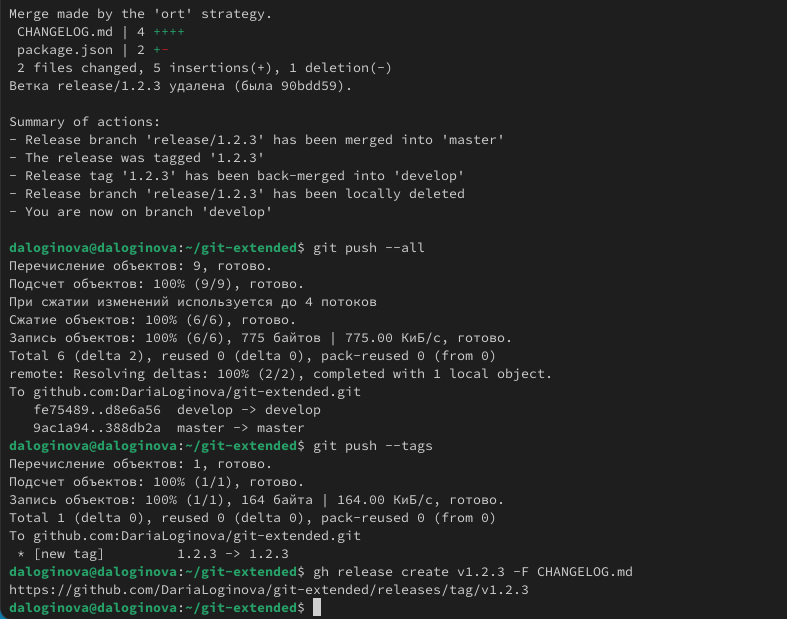 Merge made by the 'ort' strategy.
CHANGELOG.md | 4 ++++
package.json | 2 +-
2 files changed, 5 insertions(+), 1 deletion(-)
Ветка release/1.2.3 удалена (была 90bdd59).
Summary of actions:
- Release branch 'release/1.2.3' has been merged into 'master'
- The release was tagged '1.2.3'
- Release tag '1.2.3' has been back-merged into 'develop'
- Release branch 'release/1.2.3' has been locally deleted
- You are now on branch 'develop'
daloginova@daloginova:~/git-extended$ git push --all
Перечисление объектов: 9, готово.
Подсчет объектов: 100% (9/9), готово.
При сжатии изменений используется до 4 потоков
Сжатие объектов: 100% (6/6), готово.
Запись объектов: 100% (6/6), 775 байтов | 775.00 КиБ/с, готово.
Total 6 (delta 2), reused 0 (delta 0), pack-reused 0 (from 0)
remote: Resolving deltas: 100% (2/2), completed with 1 local object.
To github.com:DariaLoginova/git-extended.git
fe75489..d8e6a56  develop -> develop
9ac1a94..388db2a  master -> master
daloginova@daloginova:~/git-extended$ git push --tags
Перечисление объектов: 1, готово.
Подсчет объектов: 100% (1/1), готово.
Запись объектов: 100% (1/1), 164 байта | 164.00 КиБ/с, готово.
Total 1 (delta 0), reused 0 (delta 0), pack-reused 0 (from 0)
To github.com:DariaLoginova/git-extended.git
* [new tag]         1.2.3 -> 1.2.3
daloginova@daloginova:~/git-extended$ gh release create v1.2.3 -F CHANGELOG.md
https://github.com/DariaLoginova/git-extended/releases/tag/v1.2.3
daloginova@daloginova:~/git-extended$